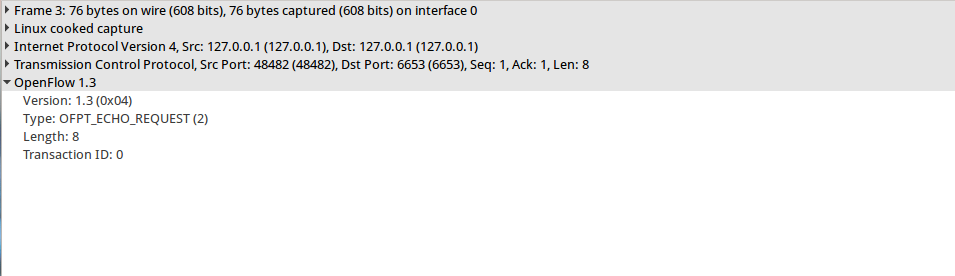 Frame 3: 76 bytes on wire (608 bits), 76 bytes captured (608 bits) on interface 0
Linux cooked capture
Internet Protocol Version 4, Src: 127.0.0.1 (127.0.0.1), Dst: 127.0.0.1 (127.0.0.1)
Transmission Control Protocol, Src Port: 48482 (48482), Dst Port: 6653 (6653), Seq: 1, Ack: 1, Len: 8
OpenFlow 1.3
Version: 1.3 (0x04)
Type: OFPT_ECHO_REQUEST (2)
Length: 8
Transaction ID: 0